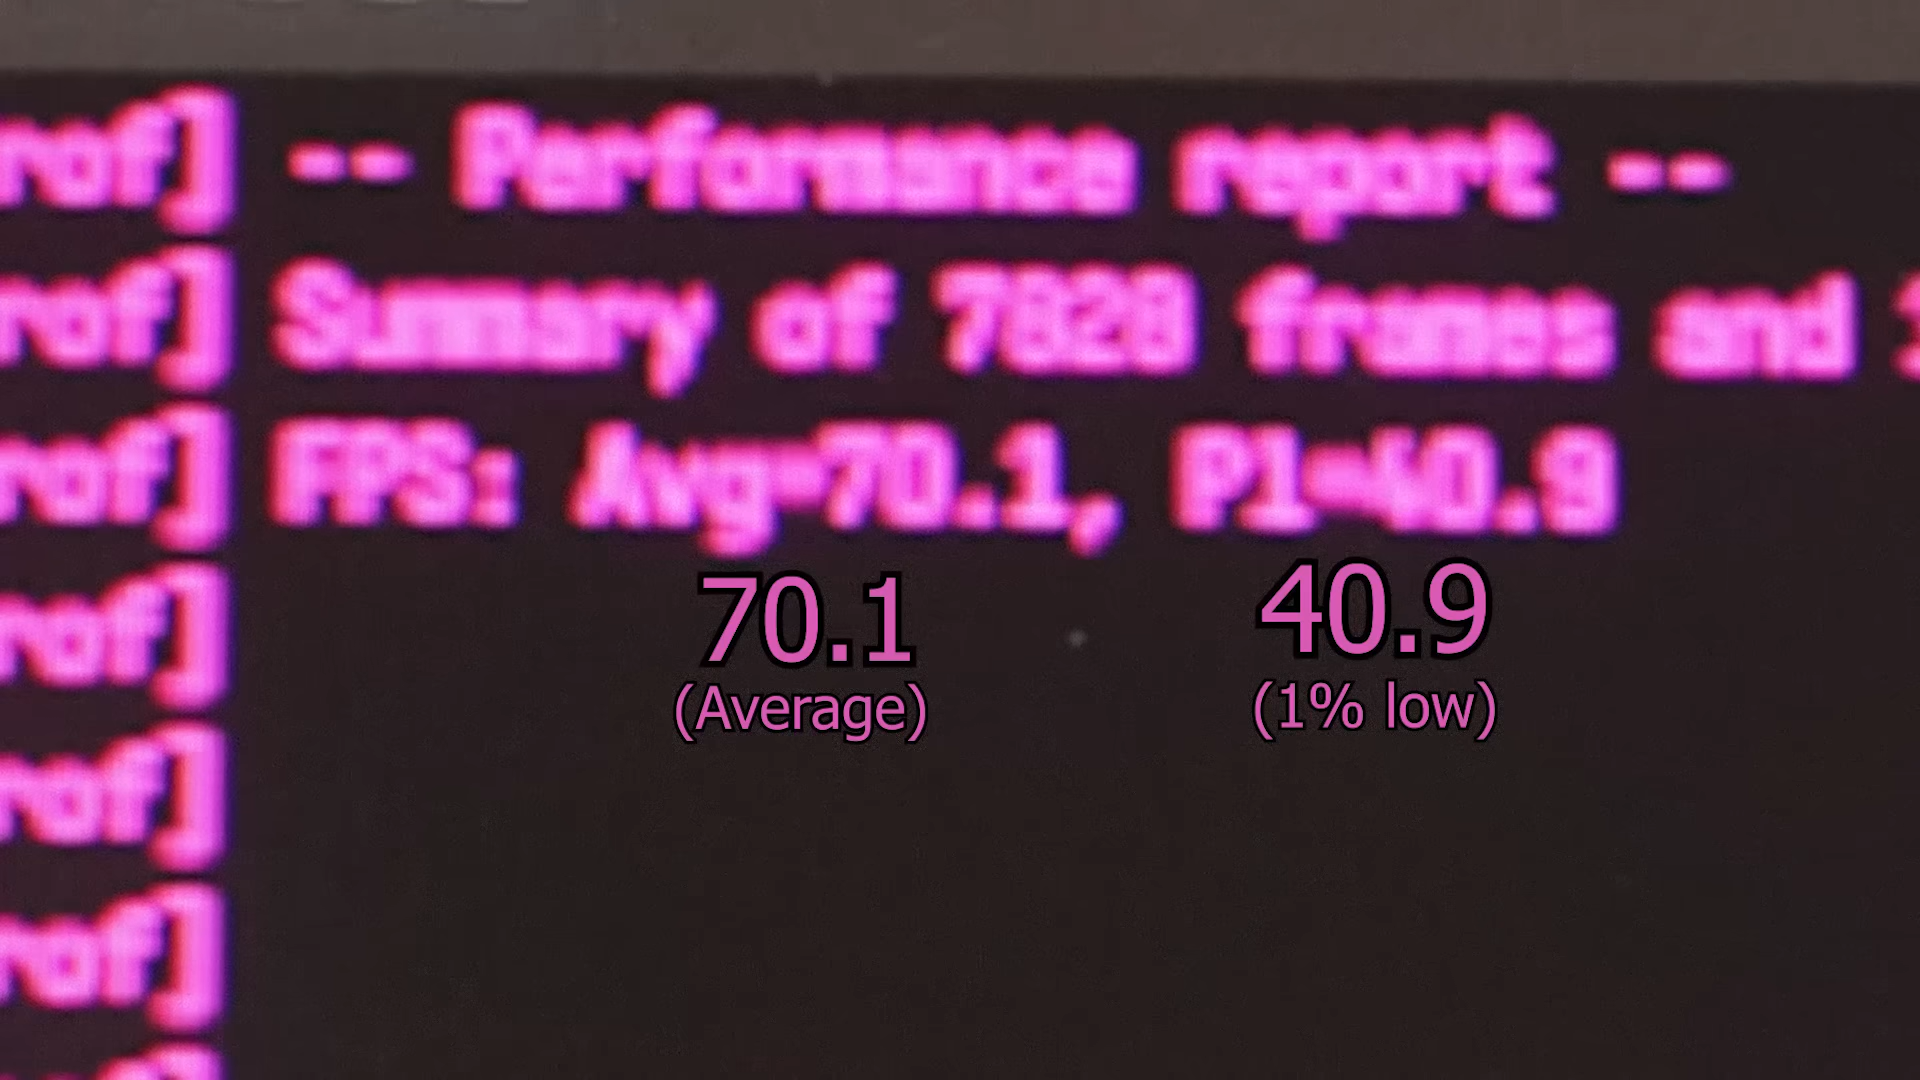 rof] -- Performance report --
rof] Summary of 7828 frames and
rof] FPS: Avg=70.1, P1=40.9
rof] 70.1 40.9
(Average) (1% low)
rof]
rof]